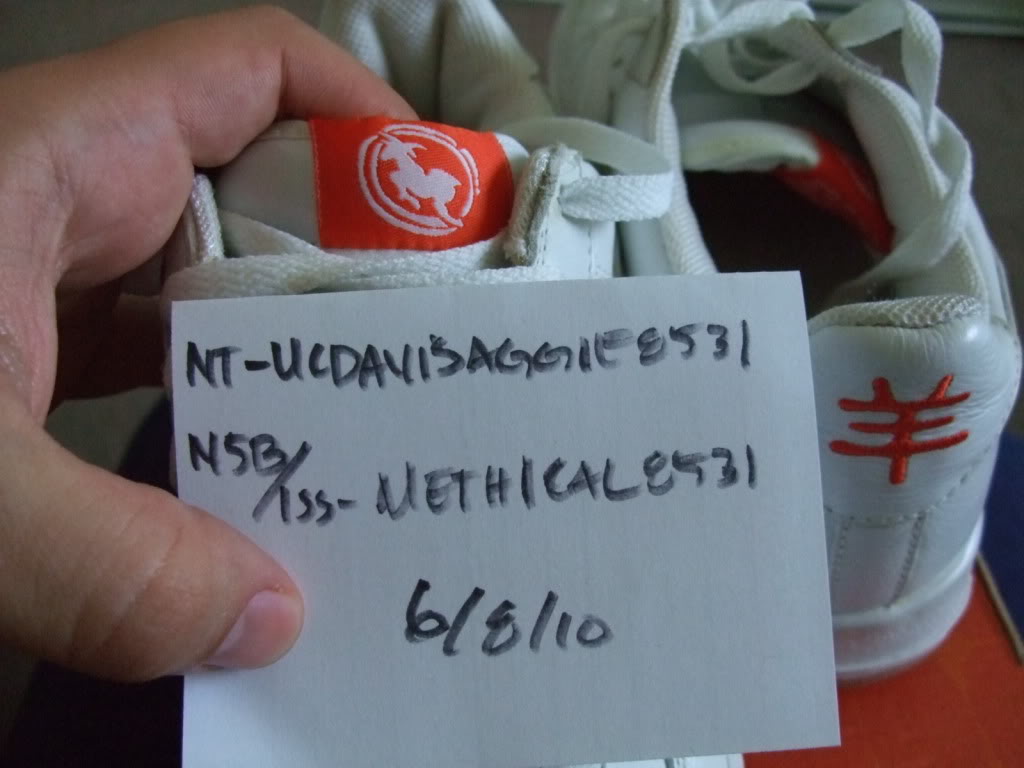 NT-UCDAVISAGGIE8531
NSB/ISS-METHICAL8531
6/8/10
羊